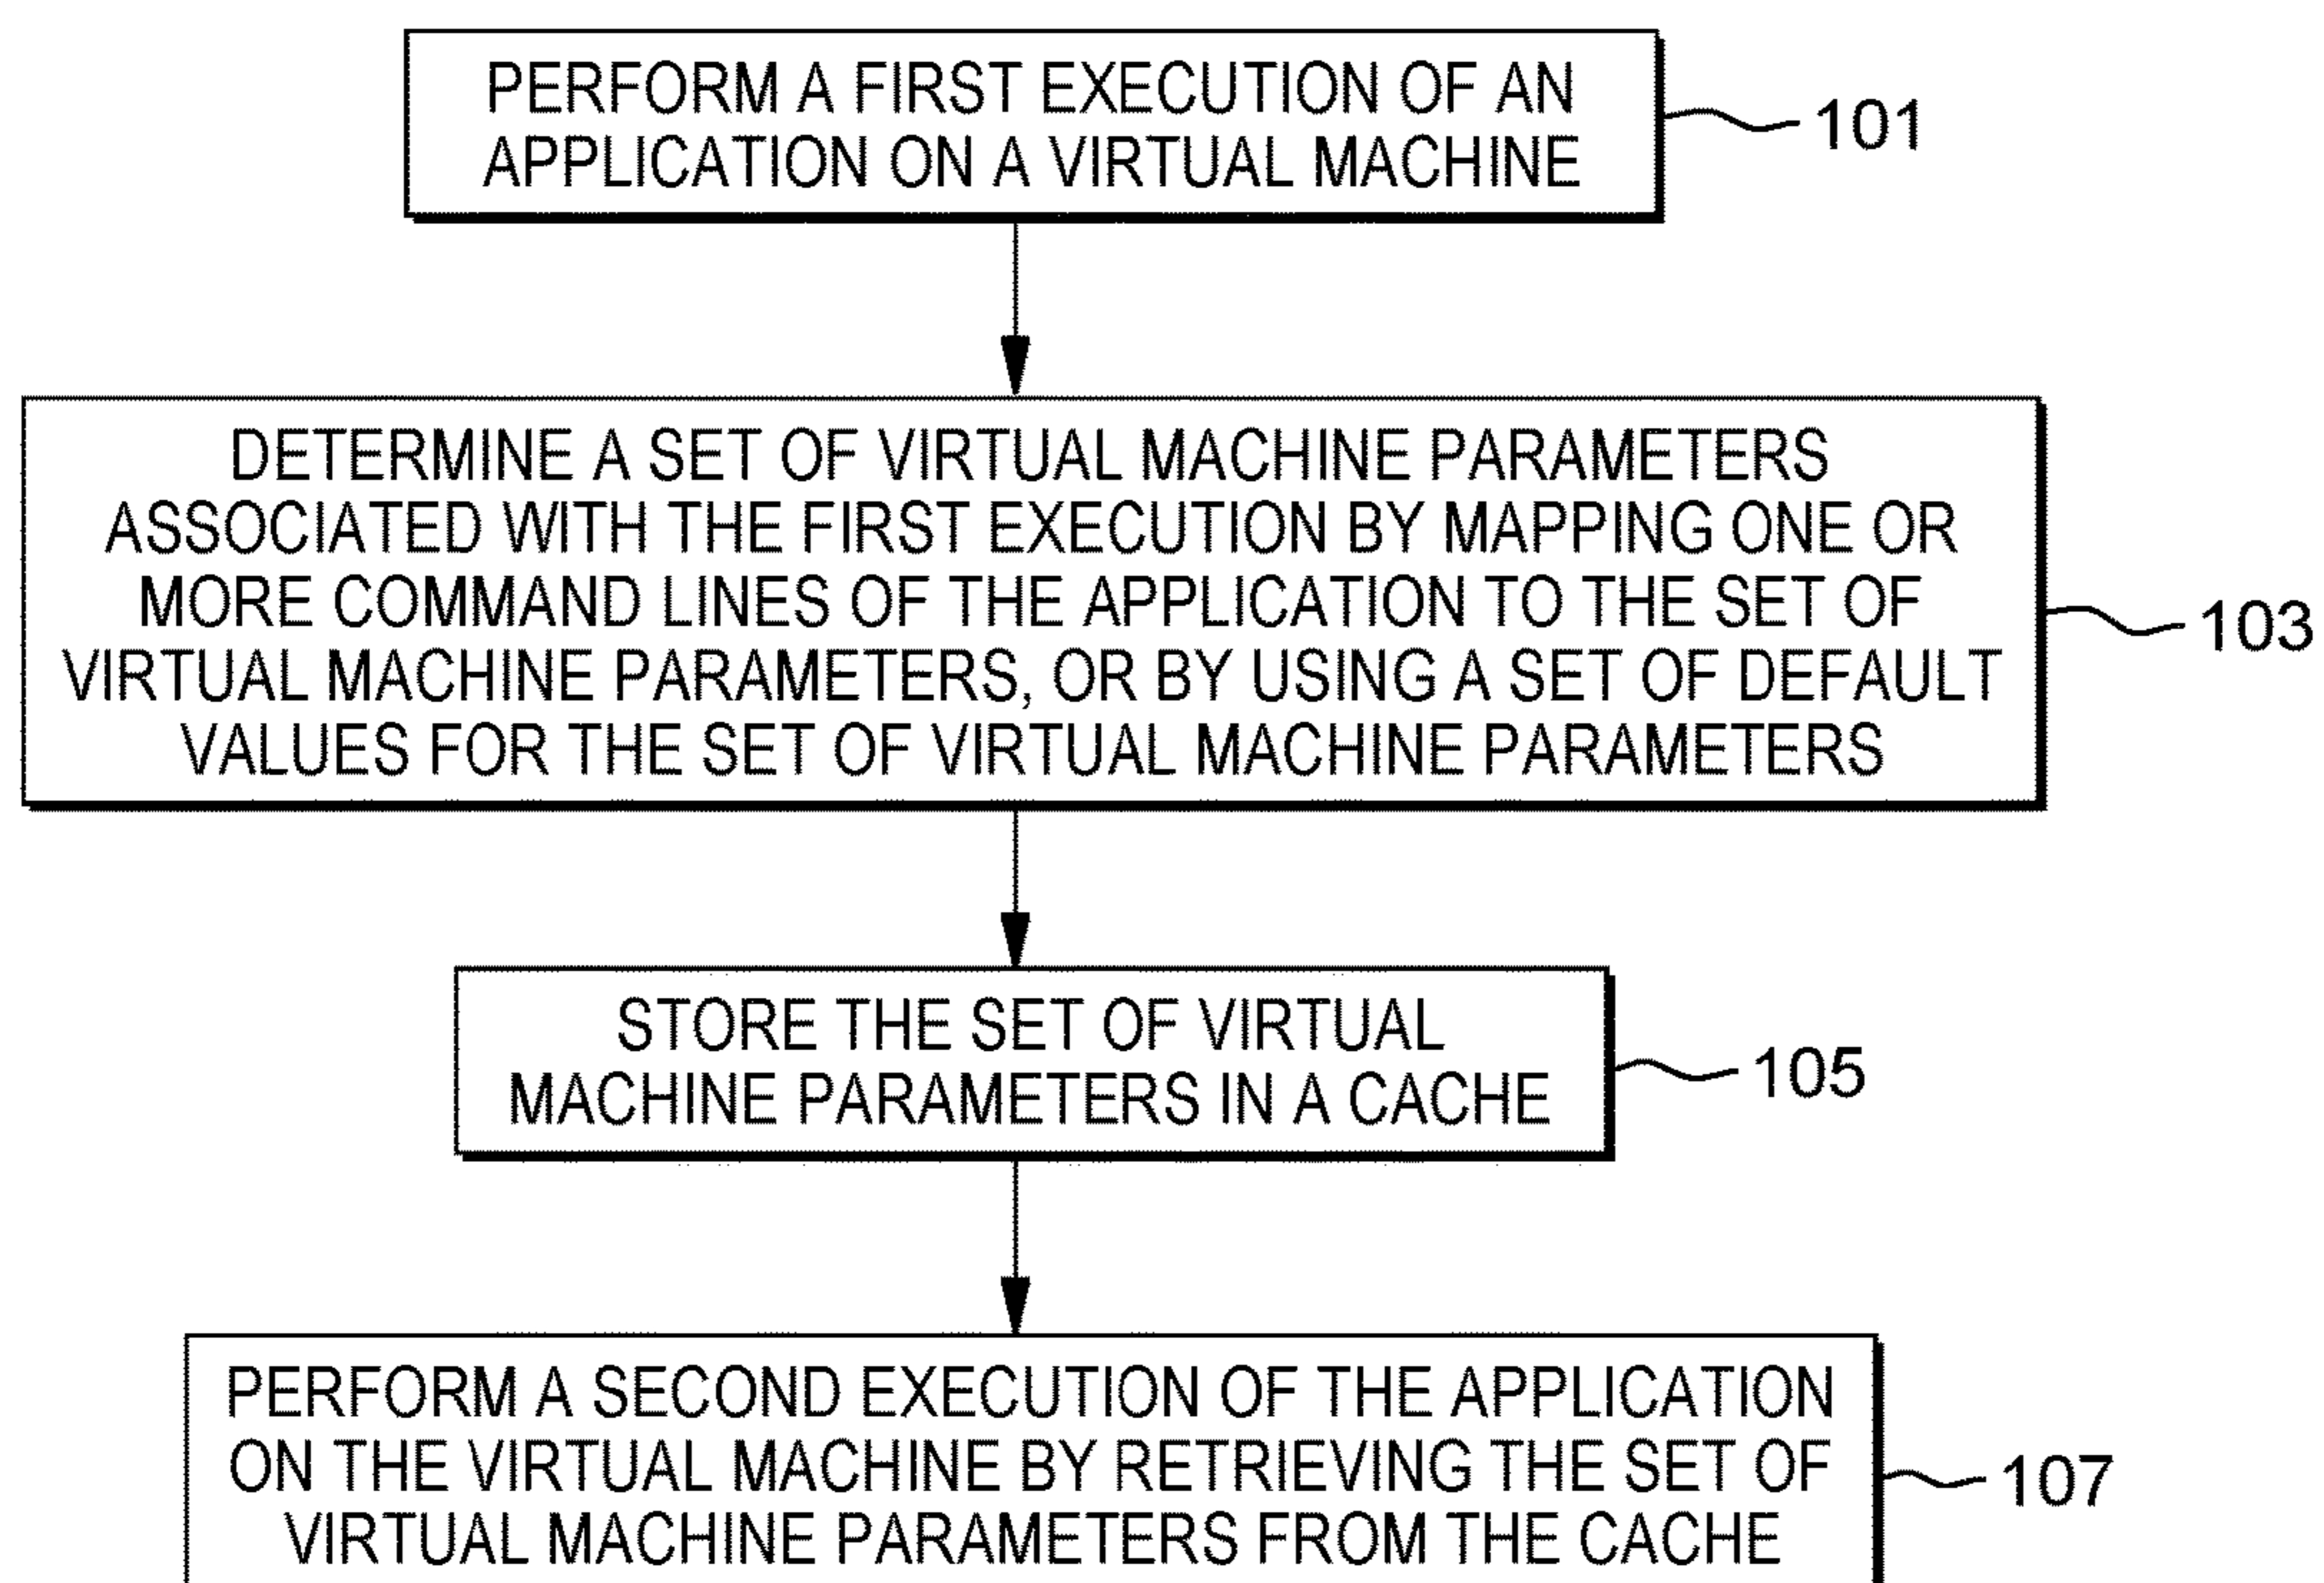 PERFORM A FIRST EXECUTION OF AN
APPLICATION ON A VIRTUAL MACHINE
101
DETERMINE A SET OF VIRTUAL MACHINE PARAMETERS
ASSOCIATED WITH THE FIRST EXECUTION BY MAPPING ONE OR
MORE COMMAND LINES OF THE APPLICATION TO THE SET OF
VIRTUAL MACHINE PARAMETERS, OR BY USING A SET OF DEFAULT
VALUES FOR THE SET OF VIRTUAL MACHINE PARAMETERS
103
STORE THE SET OF VIRTUAL
MACHINE PARAMETERS IN A CACHE
105
PERFORM A SECOND EXECUTION OF THE APPLICATION
ON THE VIRTUAL MACHINE BY RETRIEVING THE SET OF
VIRTUAL MACHINE PARAMETERS FROM THE CACHE
107